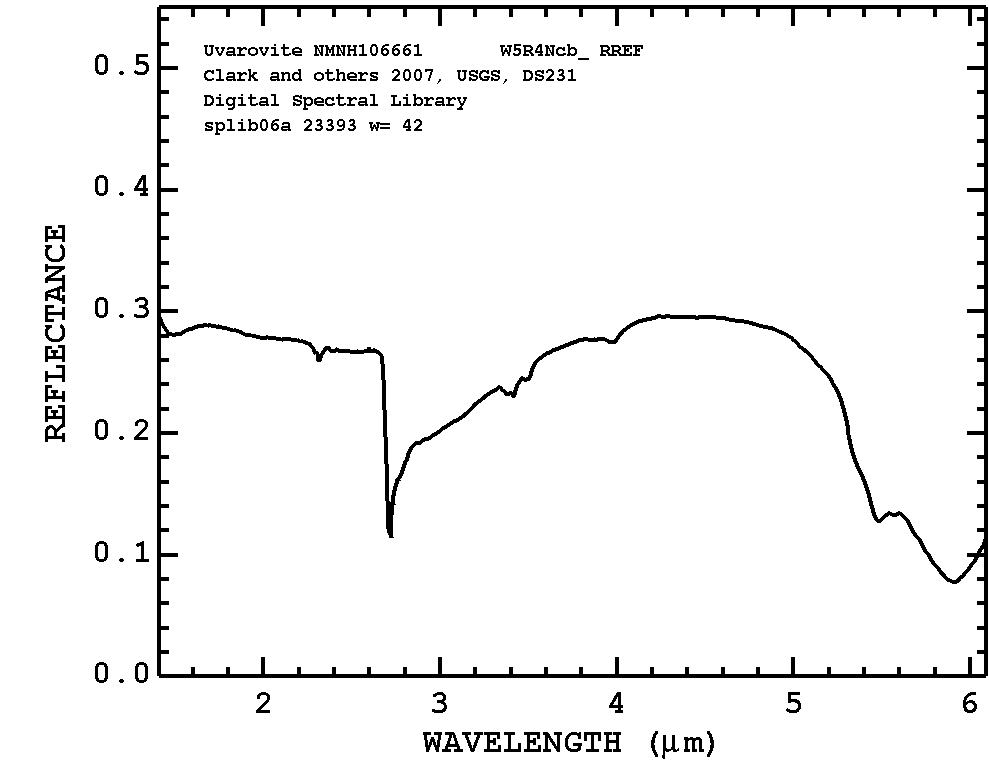 Uvarovite NMNH106661 W5R4Ncb_ RREF
Clark and others 2007, USGS, DS231
Digital Spectral Library
splib06a 23393 w= 42
0.5
0.4
0.3
0.2
0.1
0.0
REFLECTANCE
2 3 4 5 6
WAVELENGTH (μm)